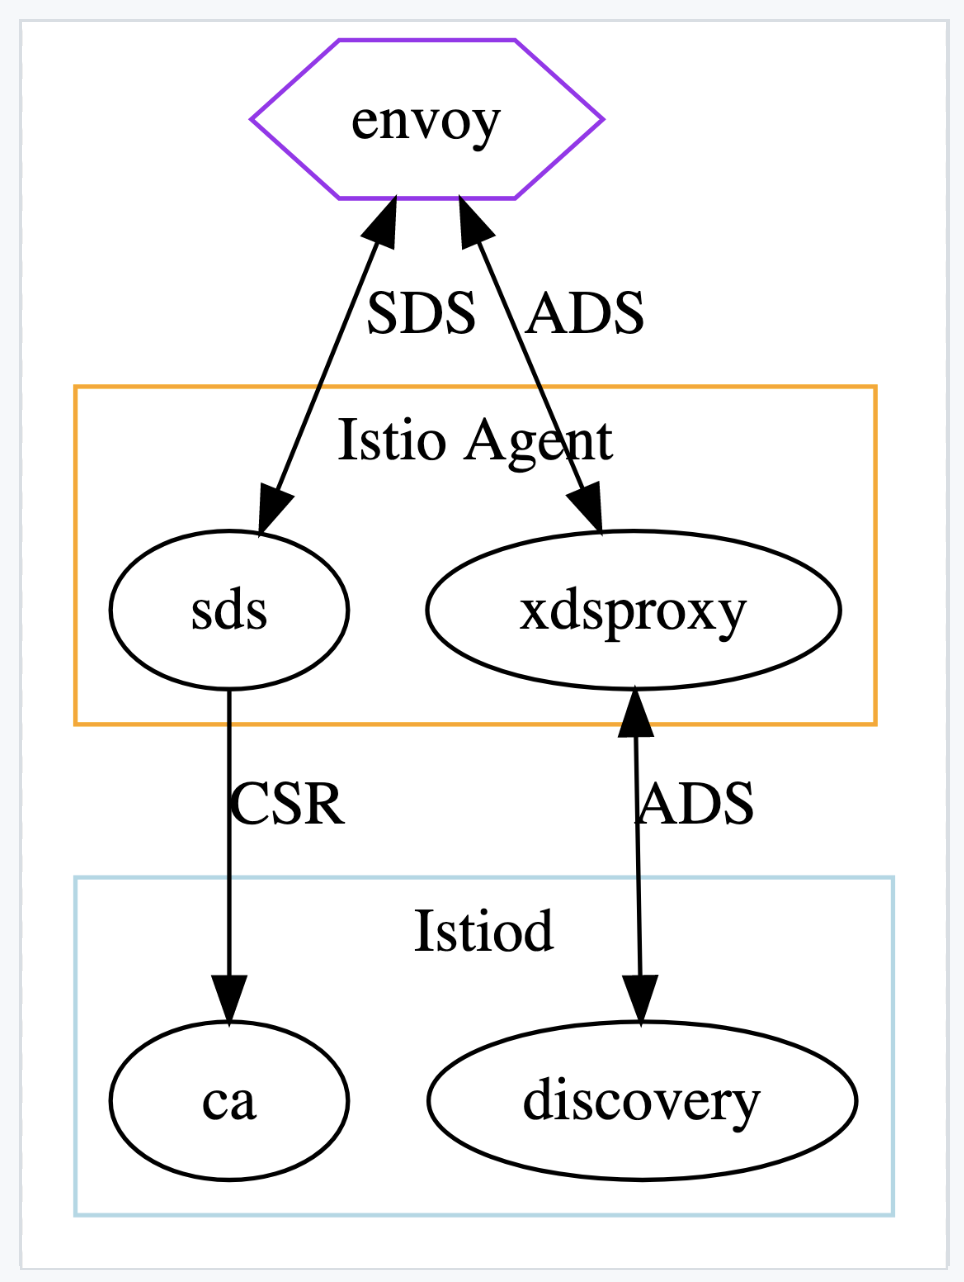 envoy
SDS
ADS
Istio Agent
sds
xdsproxy
CSR
ADS
Istiod
ca
discovery